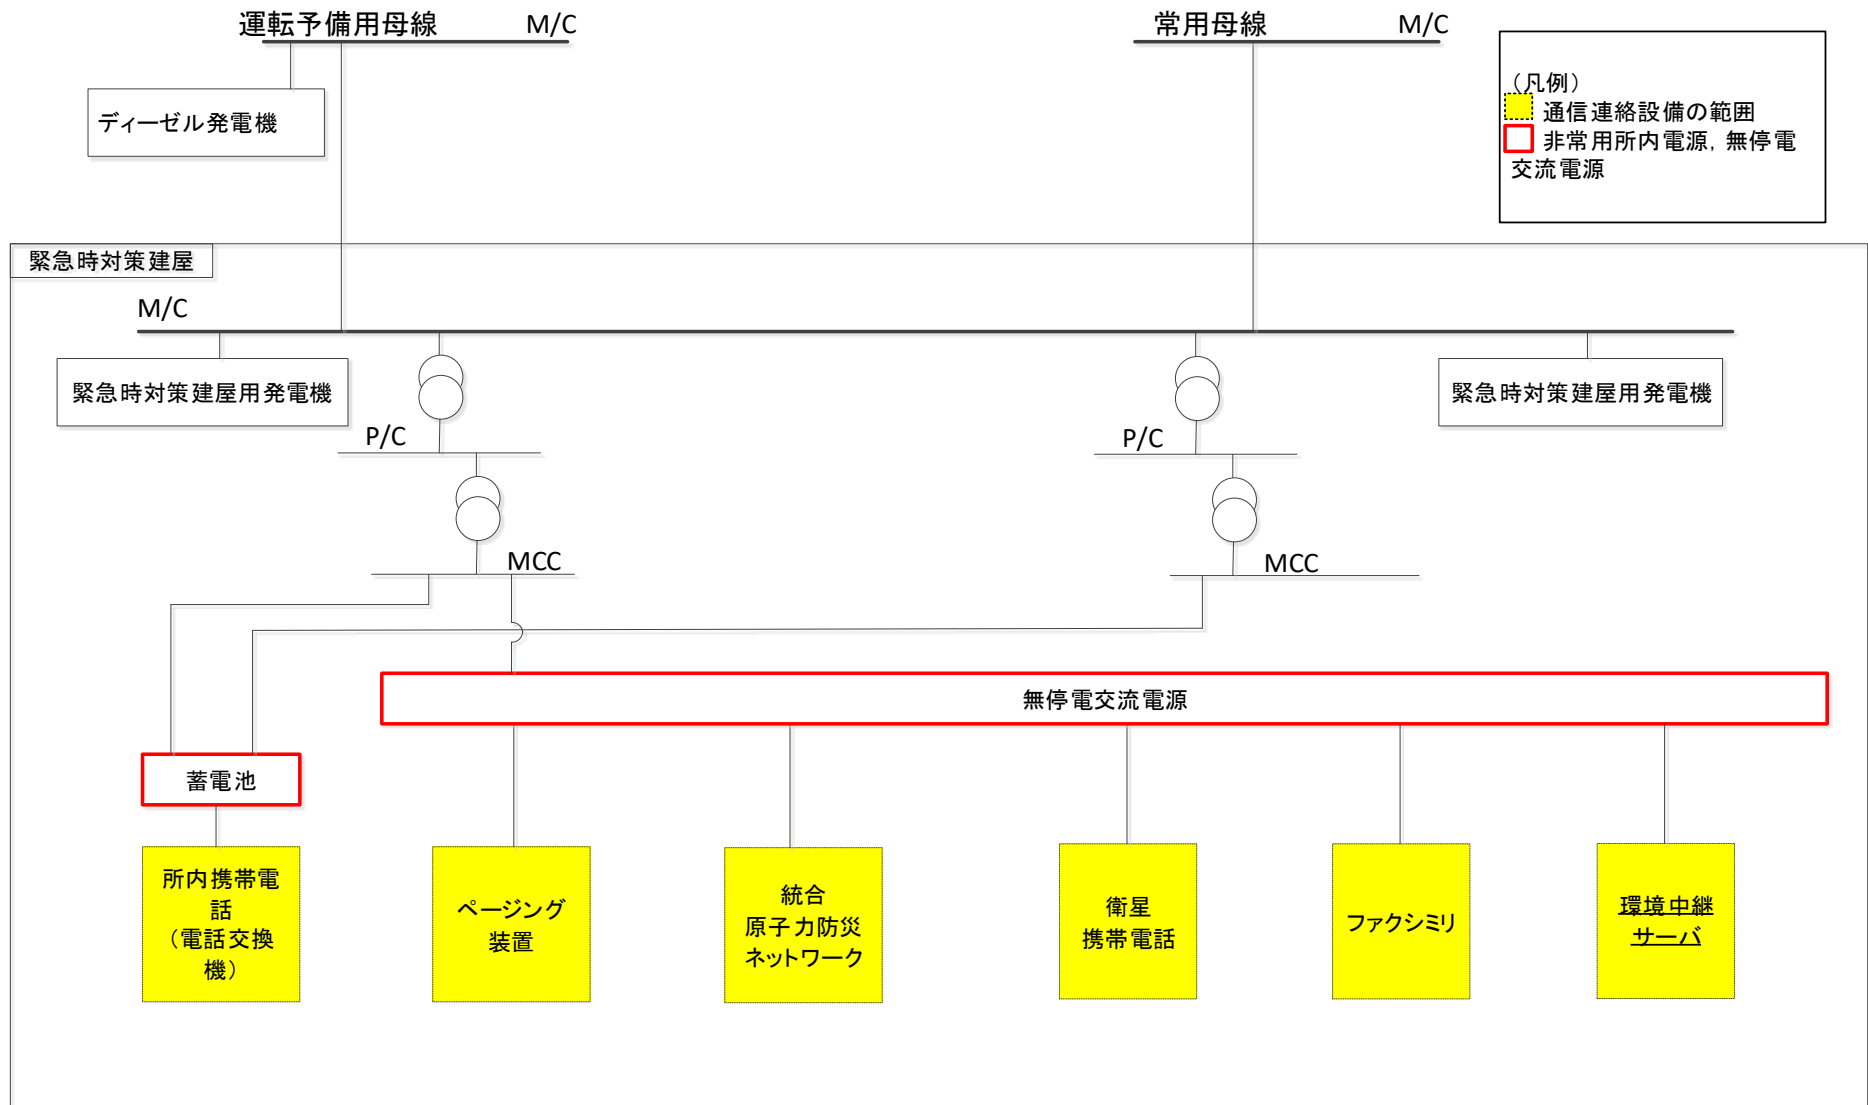 運転予備用母線 M/C
常用母線 M/C
ディーゼル発電機
（凡例）
通信連絡設備の範囲
非常用所内電源，無停電
交流電源
緊急時対策建屋
M/C
緊急時対策建屋用発電機
緊急時対策建屋用発電機
P/C
P/C
MCC
MCC
無停電交流電源
蓄電池
所内携帯電
話
（電話交換
機）
ページング
装置
統合
原子力防災
ネットワーク
衛星
携帯電話
ファクシミリ
環境中継
サーバ